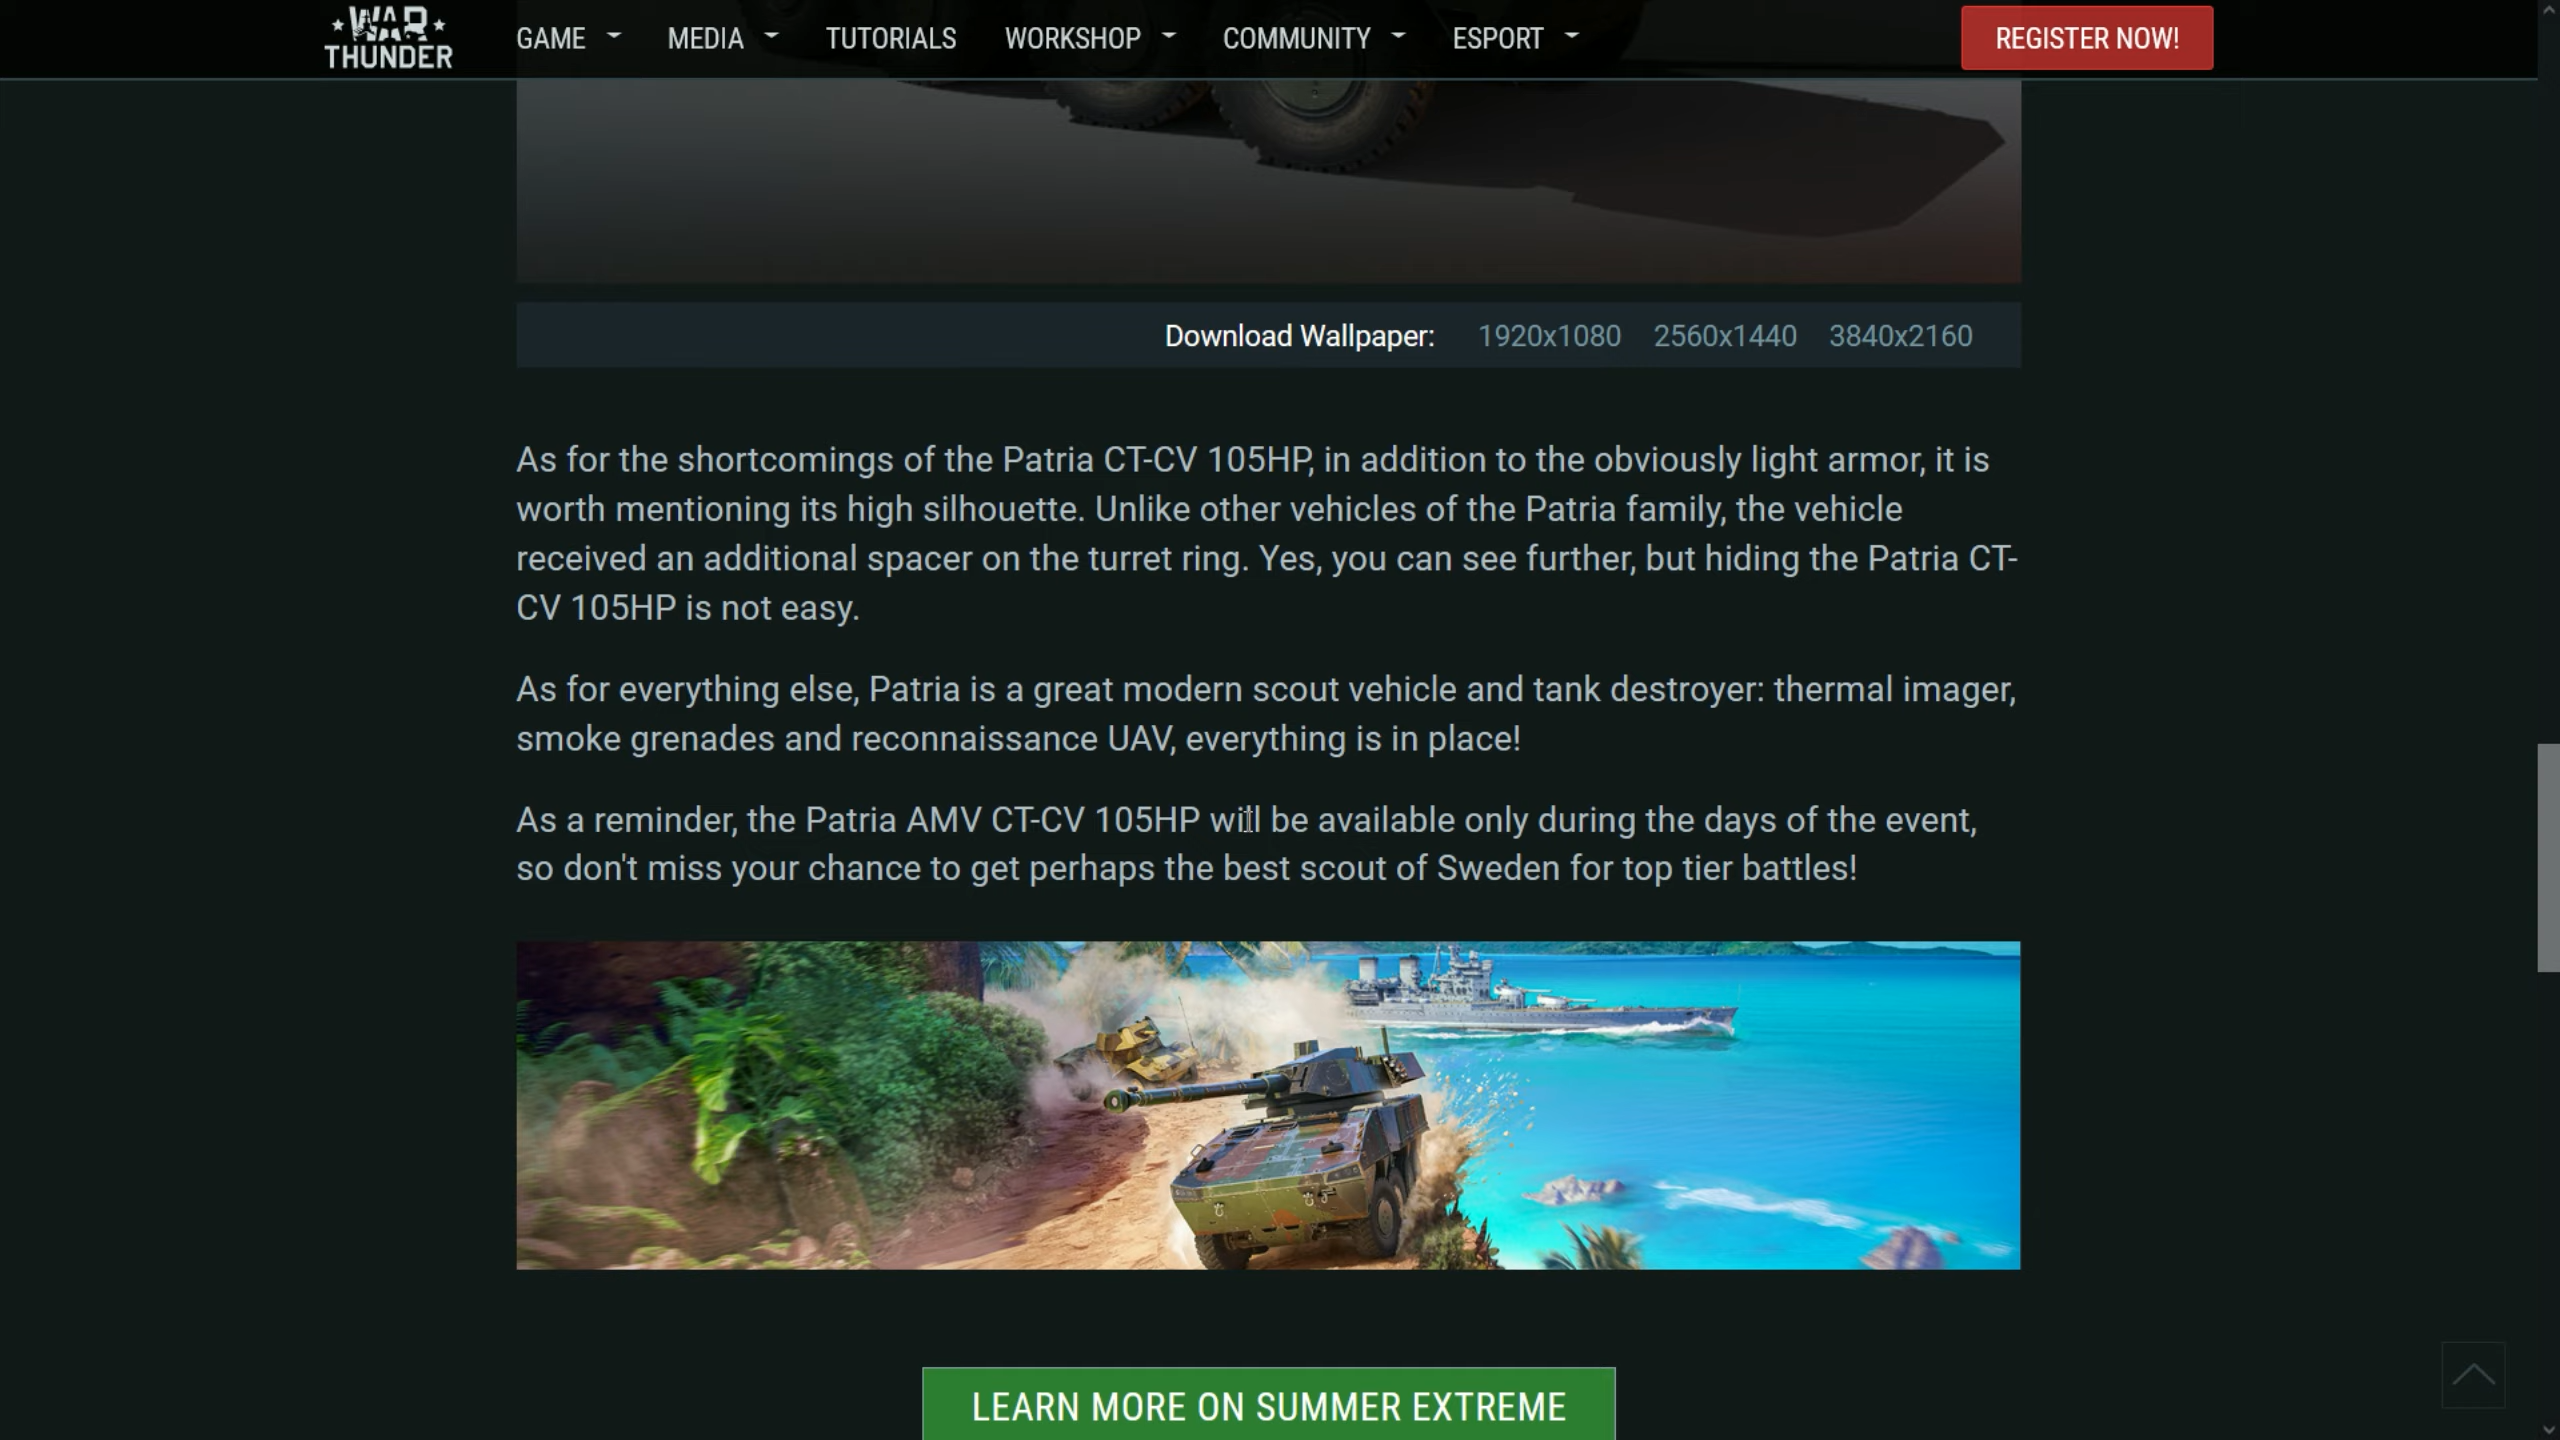 WAR
THUNDER
GAME
MEDIA
TUTORIALS
WORKSHOP
COMMUNITY
ESPORT
REGISTER NOW!
Download Wallpaper: 1920x1080 2560x1440 3840x2160
As for the shortcomings of the Patria CT-CV 105HP, in addition to the obviously light armor, it is
worth mentioning its high silhouette. Unlike other vehicles of the Patria family, the vehicle
received an additional spacer on the turret ring. Yes, you can see further, but hiding the Patria CT-
CV 105HP is not easy.
As for everything else, Patria is a great modern scout vehicle and tank destroyer: thermal imager,
smoke grenades and reconnaissance UAV, everything is in place!
As a reminder, the Patria AMV CT-CV 105HP will be available only during the days of the event,
so don't miss your chance to get perhaps the best scout of Sweden for top tier battles!
LEARN MORE ON SUMMER EXTREME